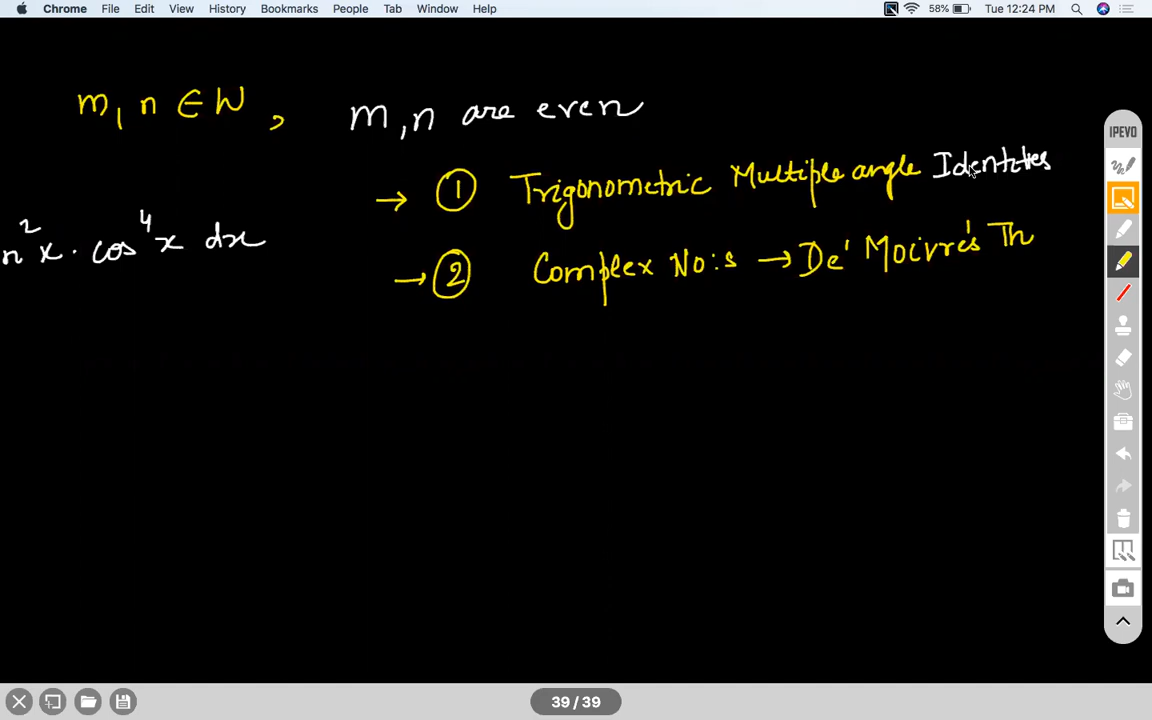 Chrome File Edit View History Bookmarks People Tab Window Help 58% Tue 12:24 PM
m, n ∈ W, m,n are even
→ ① Trigonometric Multiple angle Identities
n²x · cos⁴x dx
→ ② Complex No:s → De' Moivre's Th
IPEVO
39 / 39